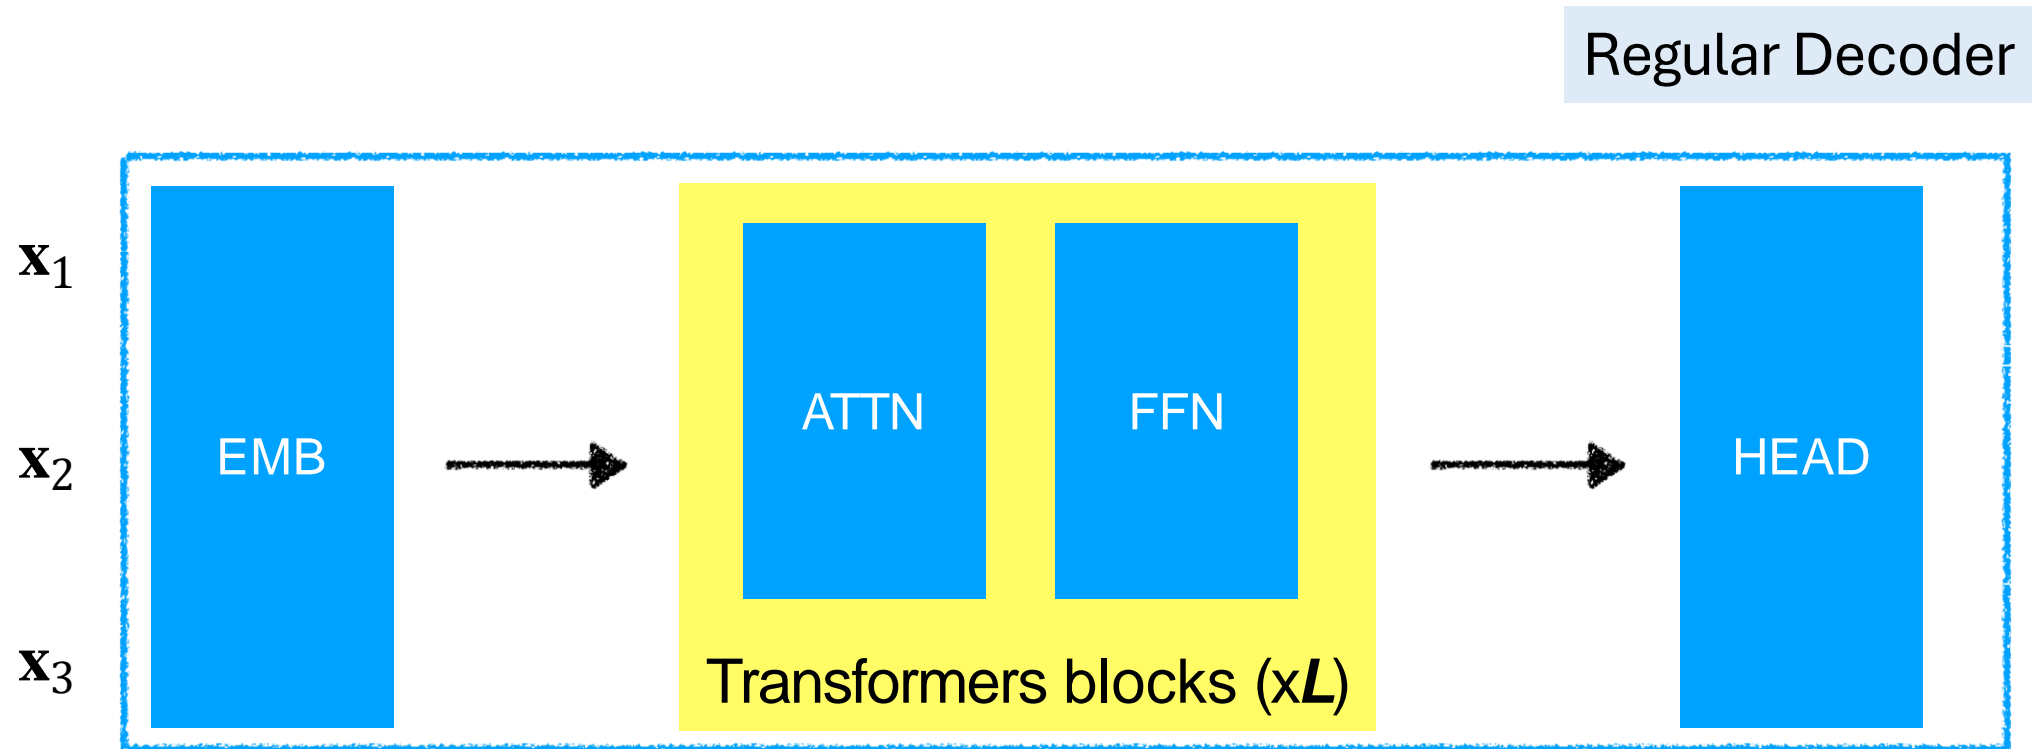 Regular Decoder
x₁
x₂
x₃
EMB
ATTN
FFN
Transformers blocks (xL)
HEAD